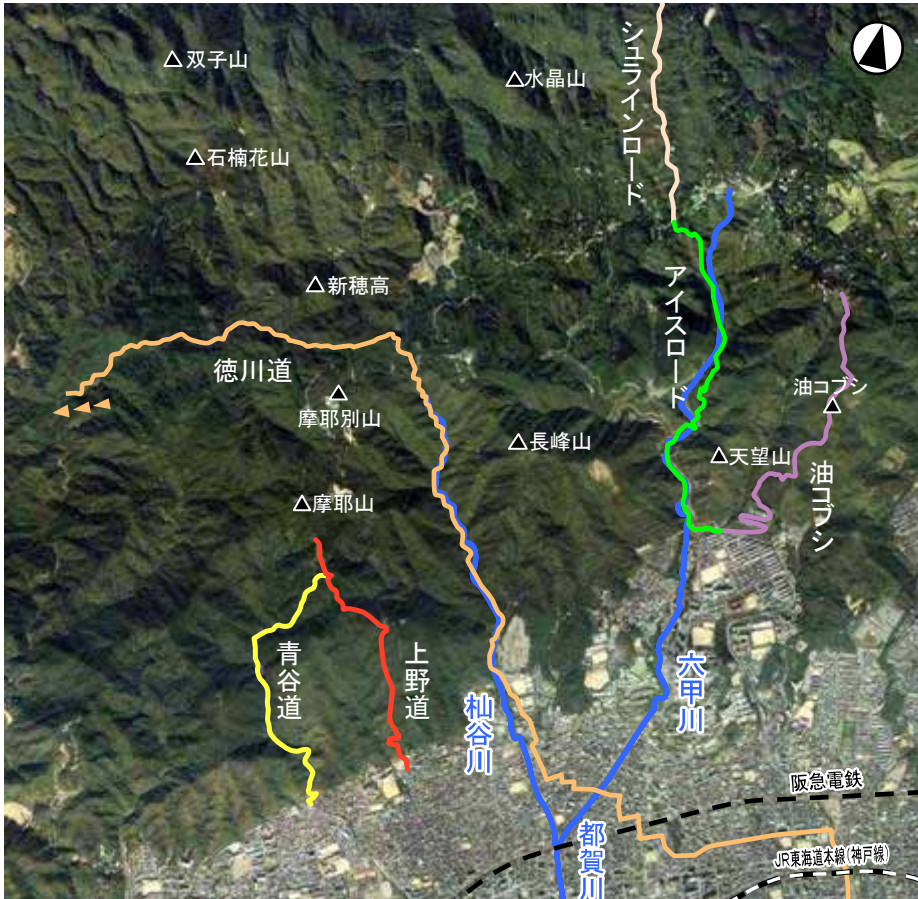 双子山
水晶山
シュラインロード
石楠花山
新穂高
アイスロード
徳川道
摩耶別山
油コブシ
長峰山
天望山
油コブシ
摩耶山
青谷道
上野道
杣谷川
六甲川
阪急電鉄
都賀川
JR東海道本線(神戸線)